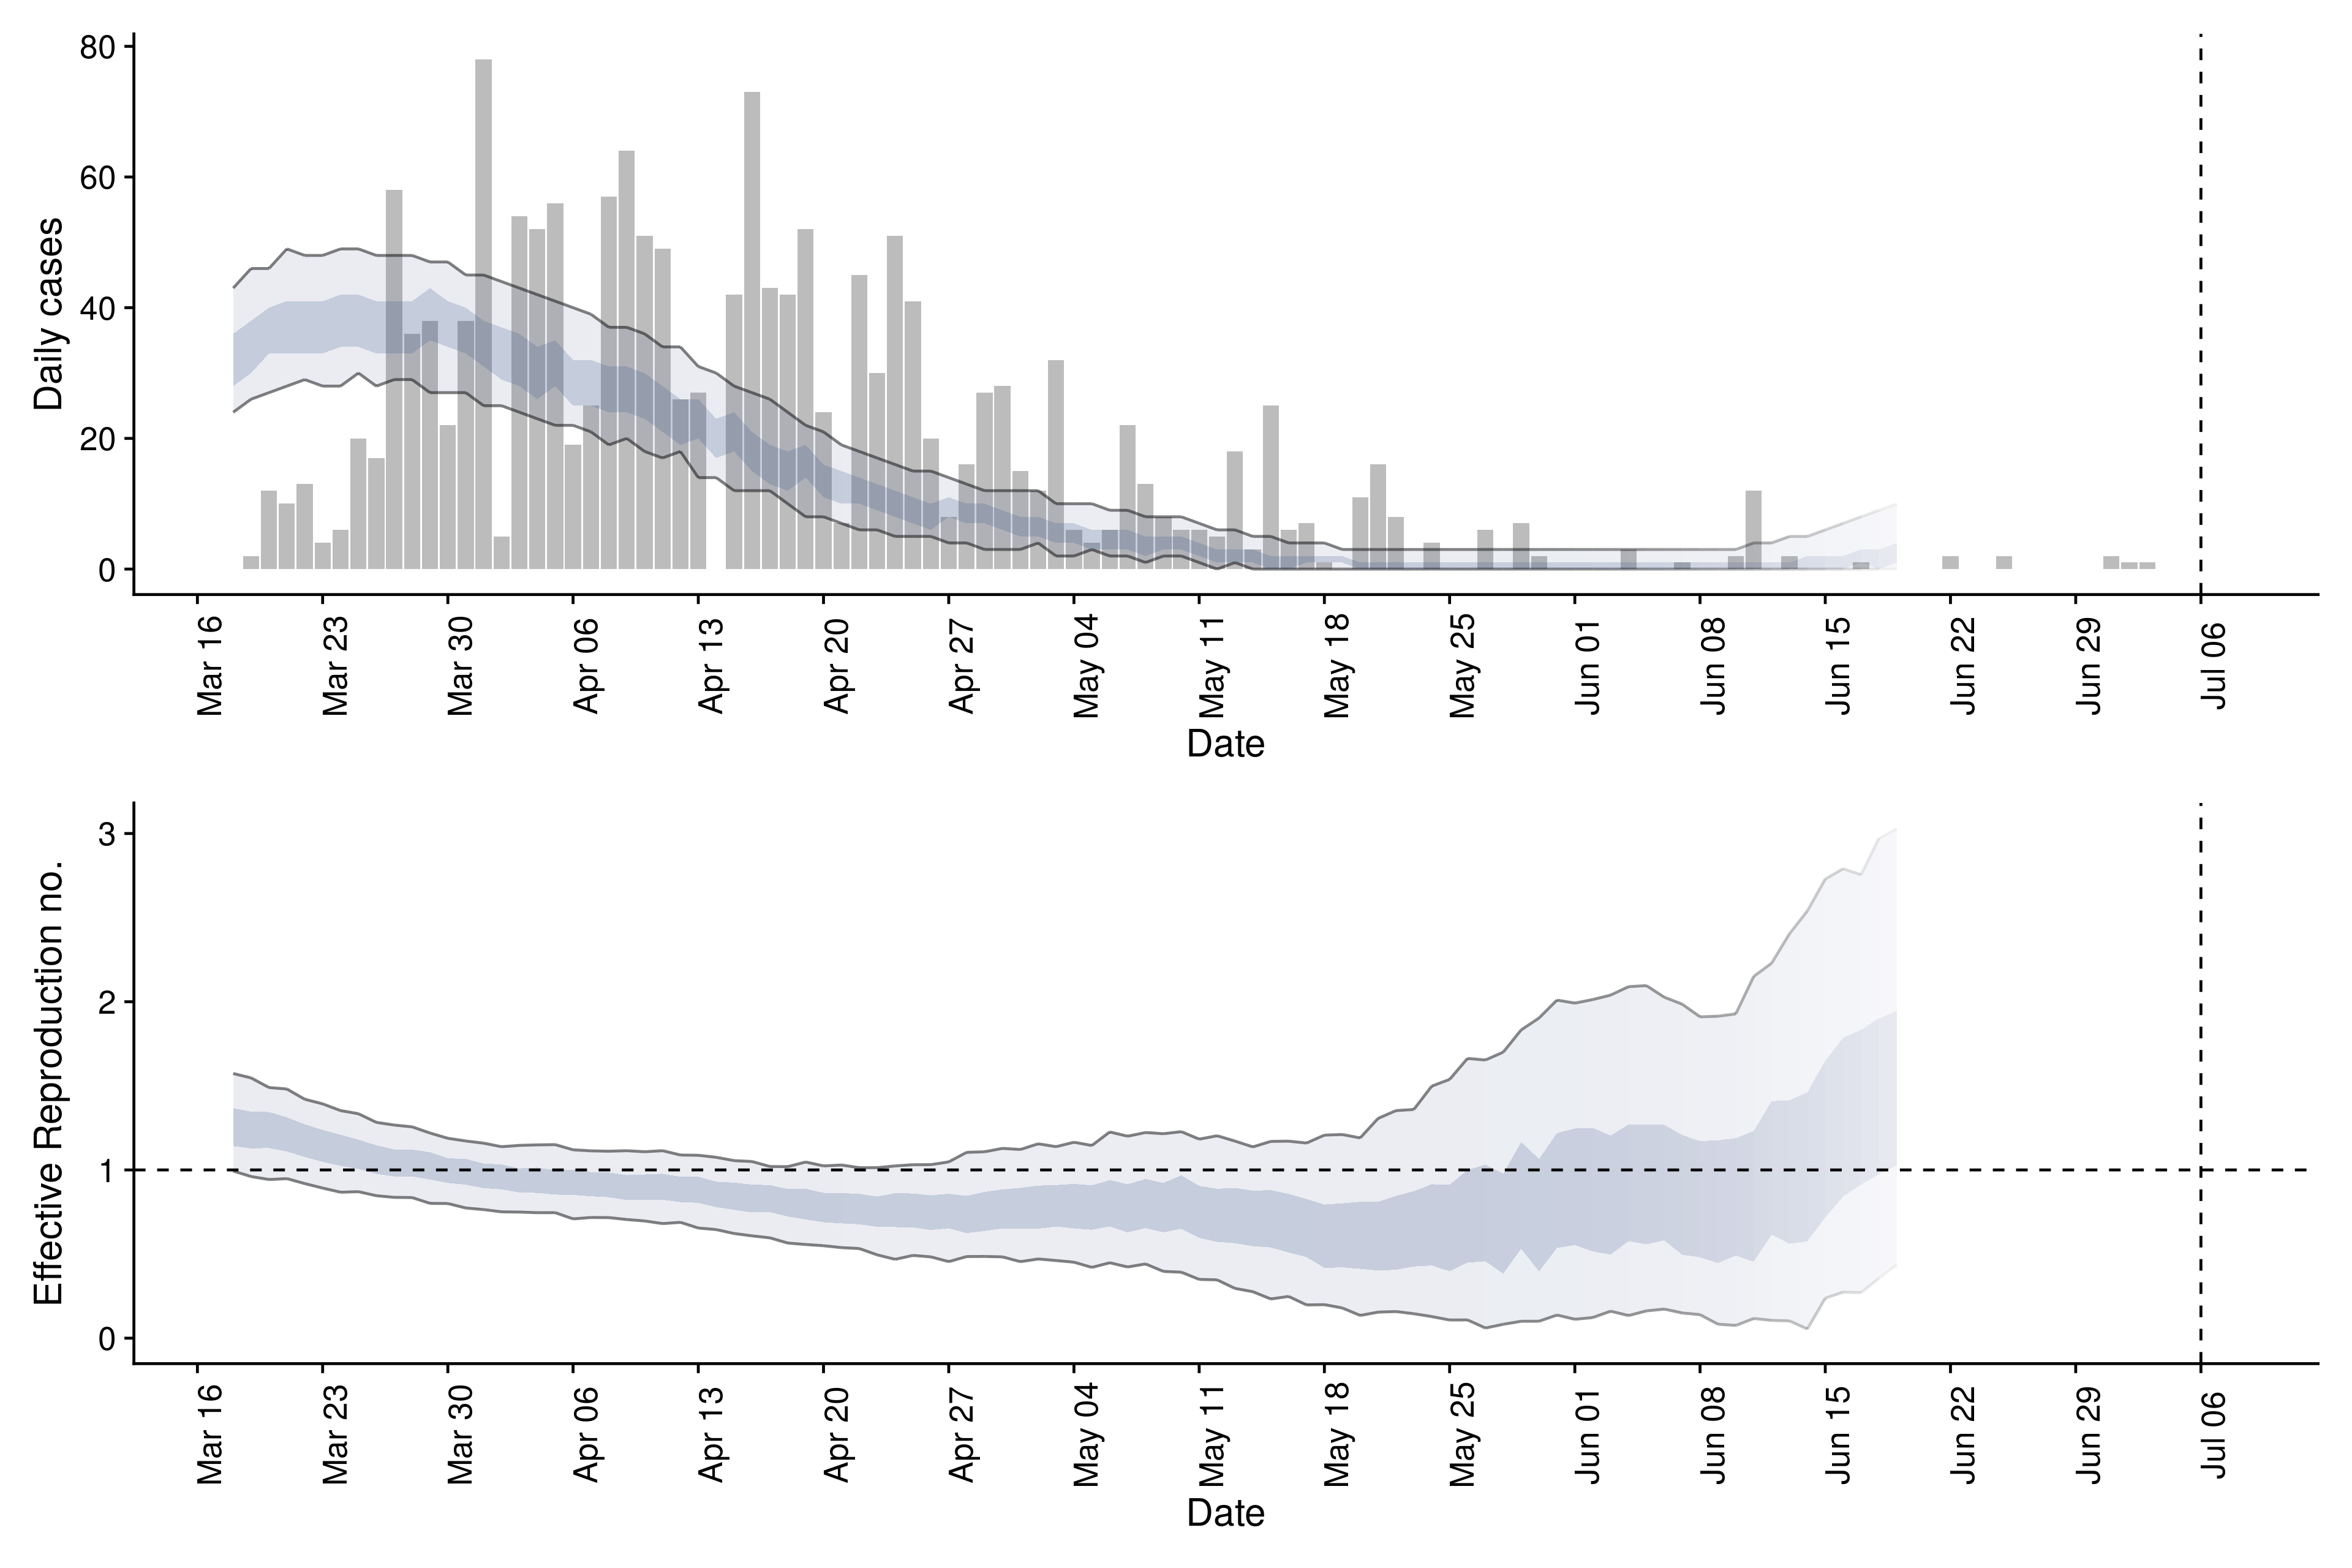 Daily cases
80
60
40
20
0
Mar 16
Mar 23
Mar 30
Apr 06
Apr 13
Apr 20
Apr 27
May 04
May 11
May 18
May 25
Jun 01
Jun 08
Jun 15
Jun 22
Jun 29
Jul 06
Date
Effective Reproduction no.
3
2
1
0
Mar 16
Mar 23
Mar 30
Apr 06
Apr 13
Apr 20
Apr 27
May 04
May 11
May 18
May 25
Jun 01
Jun 08
Jun 15
Jun 22
Jun 29
Jul 06
Date